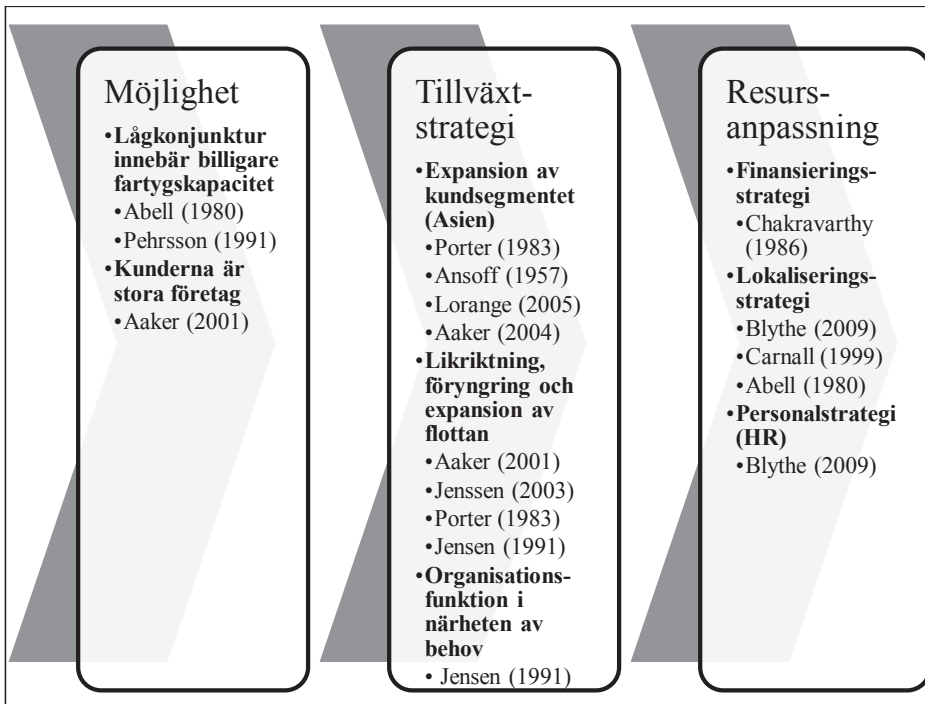 Möjlighet
•Lågkonjunktur
innebär billigare
fartygskapacitet
•Abell (1980)
•Pehrsson (1991)
•Kunderna är
stora företag
•Aaker (2001)
Tillväxt-
strategi
•Expansion av
kundsegmentet
(Asien)
•Porter (1983)
•Ansoff (1957)
•Lorange (2005)
•Aaker (2004)
•Likriktning,
föryngring och
expansion av
flottan
•Aaker (2001)
•Jenssen (2003)
•Porter (1983)
•Jensen (1991)
•Organisations-
funktion i
närheten av
behov
• Jensen (1991)
Resurs-
anpassning
•Finansierings-
strategi
•Chakravarthy
(1986)
•Lokaliserings-
strategi
•Blythe (2009)
•Carnall (1999)
•Abell (1980)
•Personalstrategi
(HR)
•Blythe (2009)